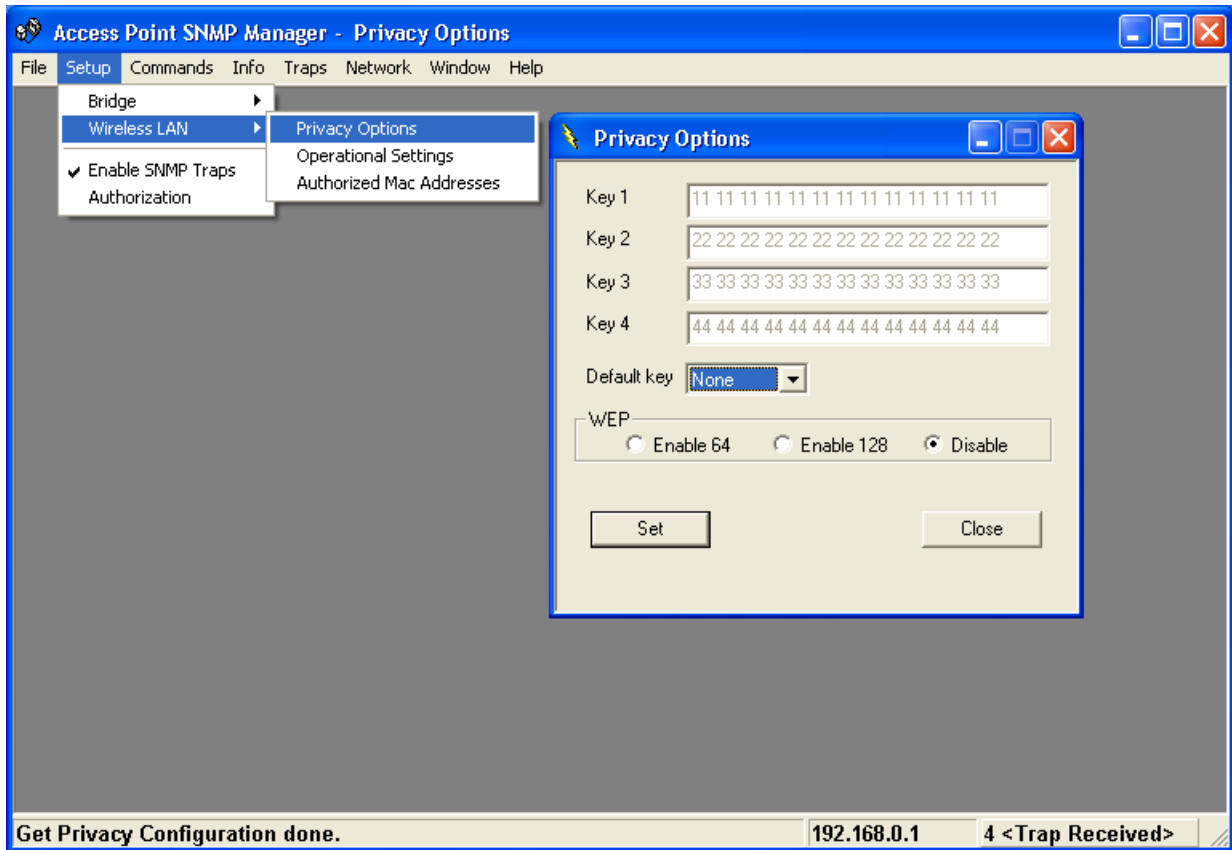 Access Point SNMP Manager - Privacy Options
File Setup Commands Info Traps Network Window Help
Bridge
Wireless LAN
Enable SNMP Traps
Authorization
Privacy Options
Operational Settings
Authorized Mac Addresses
Privacy Options
Key 1 11 11 11 11 11 11 11 11 11 11 11 11 11
Key 2 22 22 22 22 22 22 22 22 22 22 22 22 22
Key 3 33 33 33 33 33 33 33 33 33 33 33 33 33
Key 4 44 44 44 44 44 44 44 44 44 44 44 44 44
Default key None
WEP
Enable 64 Enable 128 Disable
Set Close
Get Privacy Configuration done. 192.168.0.1 4 <Trap Received>